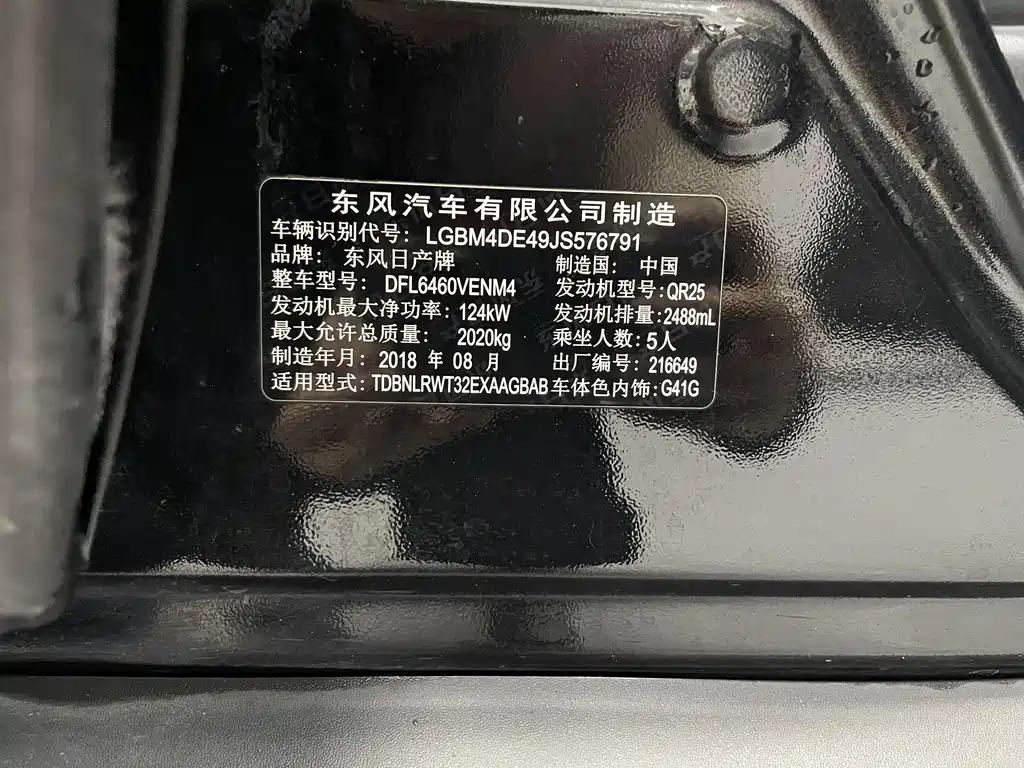 东风汽车有限公司制造
车辆识别代号: LGBM4DE49JS576791
品牌: 东风日产牌 制造国: 中国
整车型号: DFL6460VENM4 发动机型号:QR25
发动机最大净功率: 124kW 发动机排量:2488mL
最大允许总质量: 2020kg 乘坐人数: 5人
制造年月: 2018 年 08 月 出厂编号: 216649
适用型式: TDBNLRWT32EXAAGBAB 车体色内饰:G41G